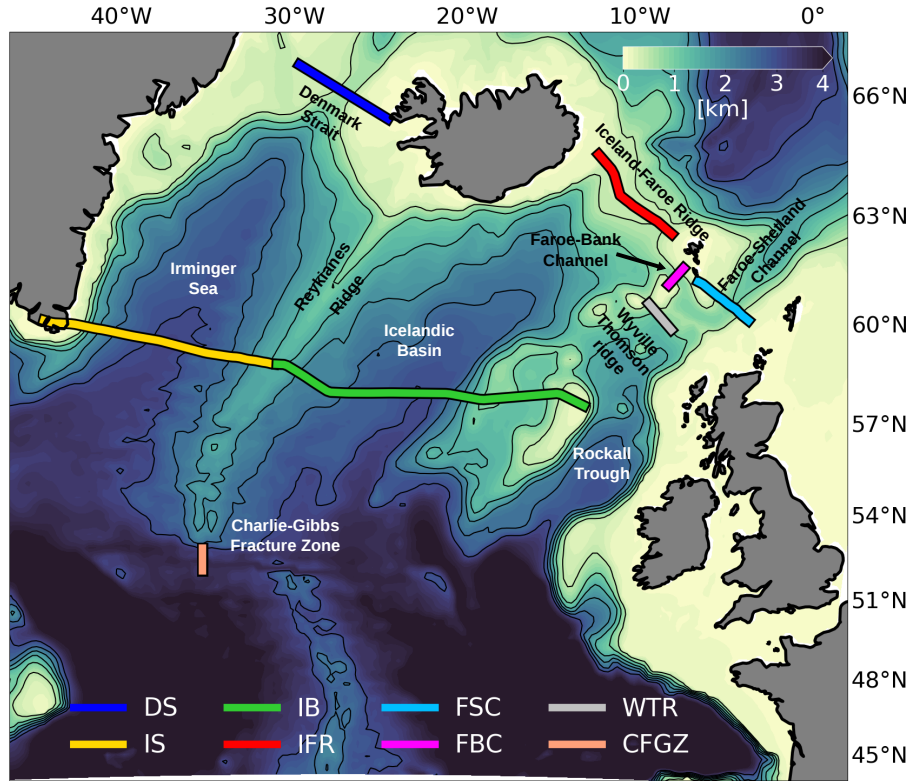 40°W 30°W 20°W 10°W 0°
0 1 2 3 4
[km]
66°N
63°N
60°N
57°N
54°N
51°N
48°N
45°N
Denmark
Strait
Iceland-Faroe Ridge
Faroe-Bank
Channel
Faroe-Shetland
Channel
Irminger
Sea
Reykjanes
Ridge
Icelandic
Basin
Wyville
Thomson
ridge
Rockall
Trough
Charlie-Gibbs
Fracture Zone
DS IB FSC WTR
IS IFR FBC CFGZ